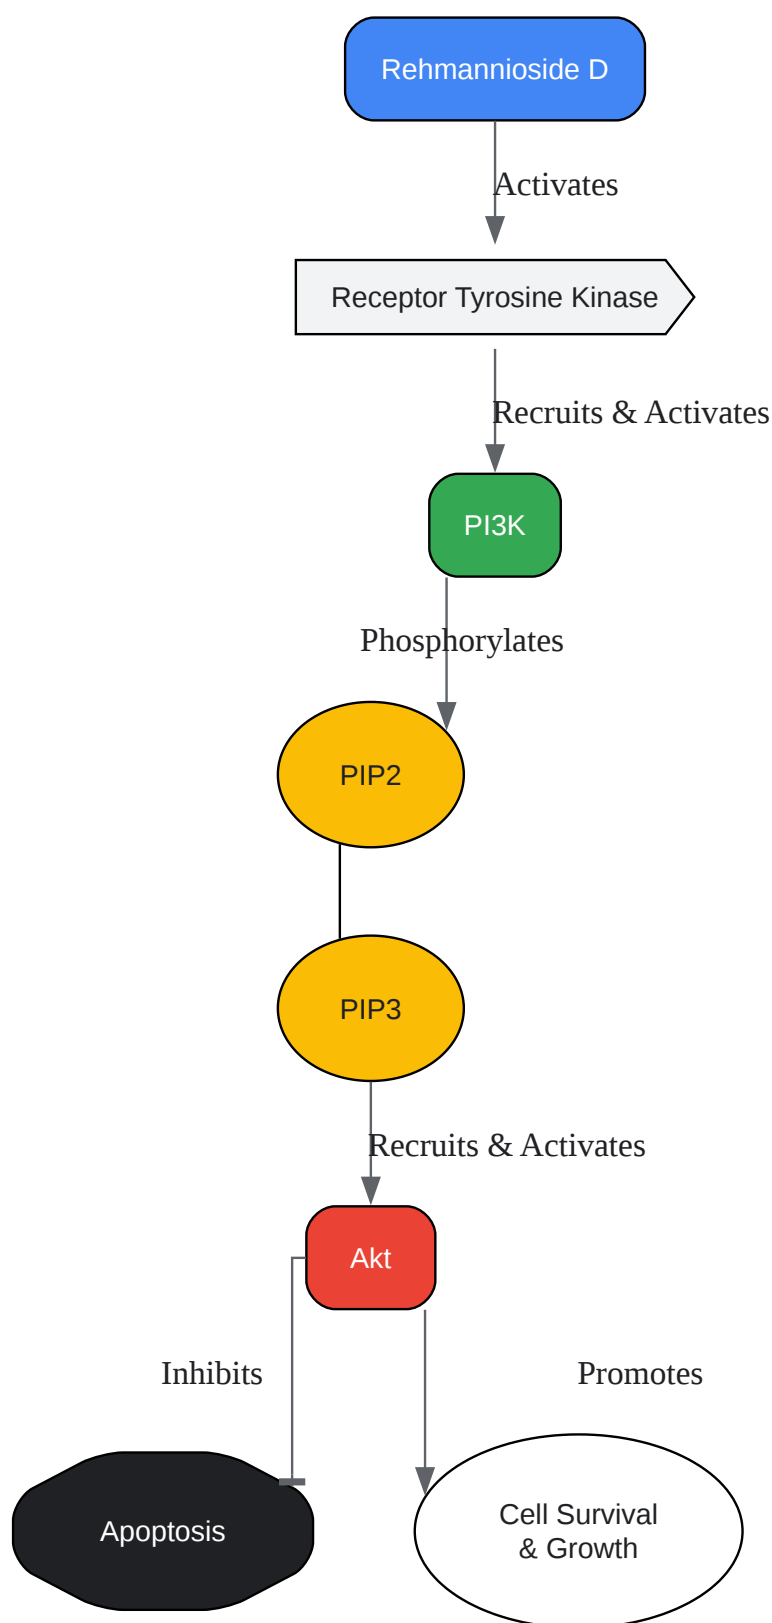 Rehmannioside D
Activates
Receptor Tyrosine Kinase
Recruits & Activates
PI3K
Phosphorylates
PIP2
PIP3
Recruits & Activates
Akt
Inhibits
Promotes
Apoptosis
Cell Survival
& Growth